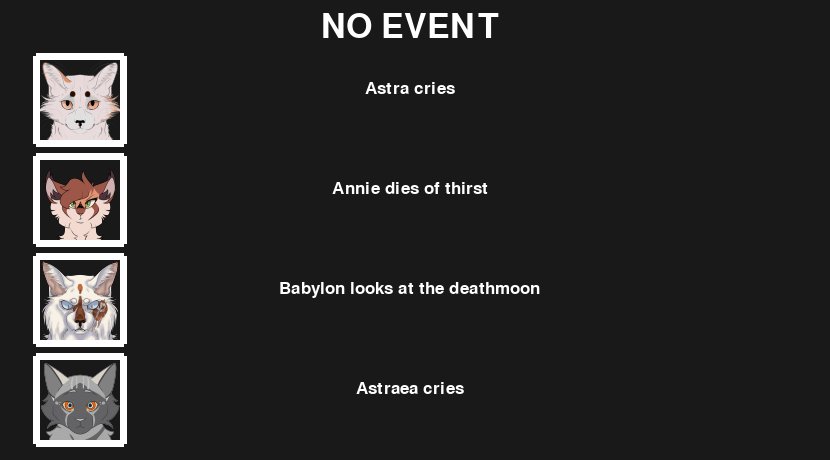 NO EVENT
Astra cries
Annie dies of thirst
Babylon looks at the deathmoon
Astraea cries